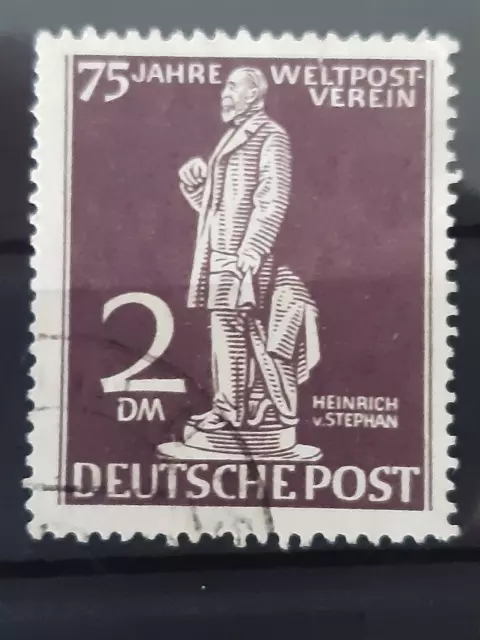 75 JAHRE WELTPOST-
VEREIN
2
DM
HEINRICH
v. STEPHAN
DEUTSCHE POST